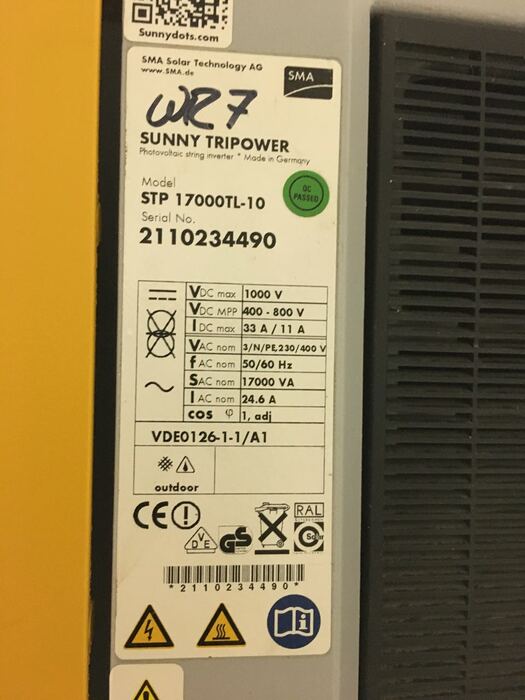 Sunnydots.com
SMA Solar Technology AG
www.SMA.de
SMA
WR 7
SUNNY TRIPOWER
Photovoltaic string inverter * Made in Germany
Model
STP 17000TL-10
QC
PASSED
Serial No.
2110234490
VDC max 1000 V
VDC MPP 400 - 800 V
IDC max 33 A / 11 A
VAC nom 3/N/PE,230/400 V
fAC nom 50/60 Hz
SAC nom 17000 VA
IAC nom 24.6 A
cos φ 1, adj
VDE0126-1-1/A1
outdoor
CE
RAL
VDE
GS
Solar
*2110234490*
i